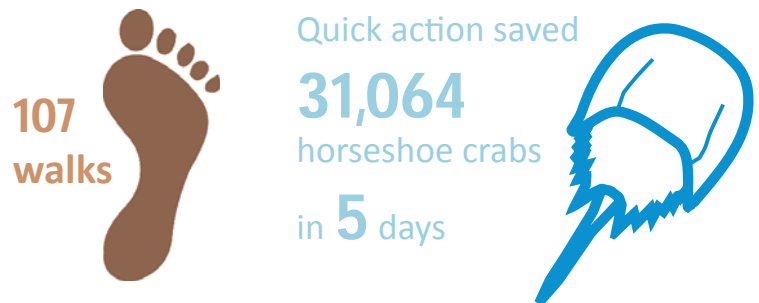 107
walks
Quick action saved
31,064
horseshoe crabs
in 5 days